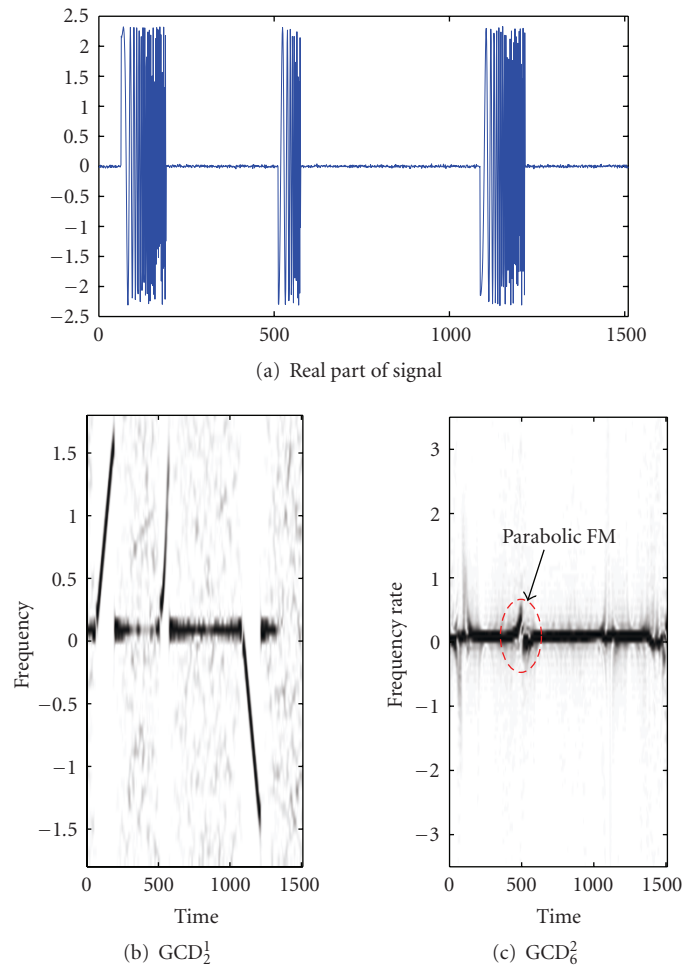 2.5
2
1.5
1
0.5
0
−0.5
−1
−1.5
−2
−2.5
0 500 1000 1500
(a) Real part of signal
1.5
1
0.5
0
−0.5
−1
−1.5
Frequency
0 500 1000 1500
Time
(b) GCD₂¹
3
2
1
0
−1
−2
−3
Frequency rate
Parabolic FM
0 500 1000 1500
Time
(c) GCD₆²